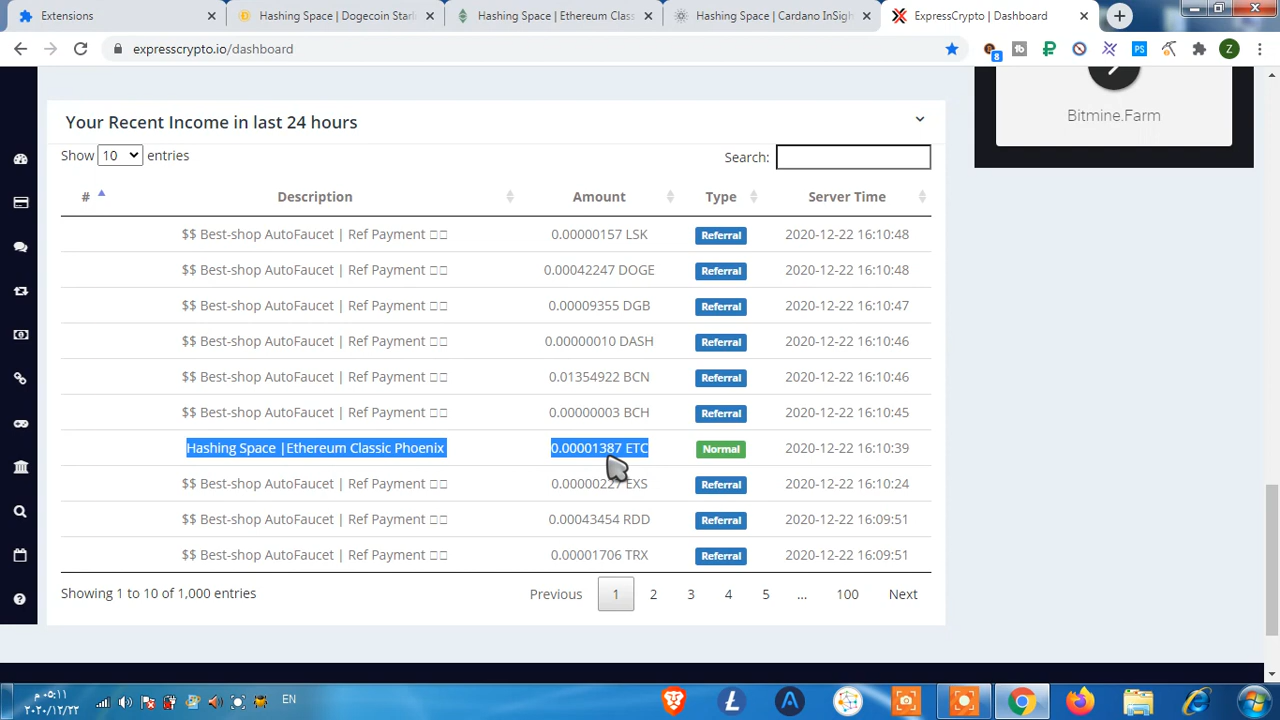 Extensions
Hashing Space | Dogecoin Sta
Hashing Space | Ethereum Class
Hashing Space | Cardano InSigh
ExpressCrypto | Dashboard
expresscrypto.io/dashboard
8
PS
Z
Bitmine.Farm
Your Recent Income in last 24 hours
Show 10 entries
Search:
# Description Amount Type Server Time
$$ Best-shop AutoFaucet | Ref Payment □□ 0.00000157 LSK Referral 2020-12-22 16:10:48
$$ Best-shop AutoFaucet | Ref Payment □□ 0.00042247 DOGE Referral 2020-12-22 16:10:48
$$ Best-shop AutoFaucet | Ref Payment □□ 0.00009355 DGB Referral 2020-12-22 16:10:47
$$ Best-shop AutoFaucet | Ref Payment □□ 0.00000010 DASH Referral 2020-12-22 16:10:46
$$ Best-shop AutoFaucet | Ref Payment □□ 0.01354922 BCN Referral 2020-12-22 16:10:46
$$ Best-shop AutoFaucet | Ref Payment □□ 0.00000003 BCH Referral 2020-12-22 16:10:45
Hashing Space |Ethereum Classic Phoenix 0.00001387 ETC Normal 2020-12-22 16:10:39
$$ Best-shop AutoFaucet | Ref Payment □□ 0.00000227 EXS Referral 2020-12-22 16:10:24
$$ Best-shop AutoFaucet | Ref Payment □□ 0.00043454 RDD Referral 2020-12-22 16:09:51
$$ Best-shop AutoFaucet | Ref Payment □□ 0.00001706 TRX Referral 2020-12-22 16:09:51
Showing 1 to 10 of 1,000 entries
Previous 1 2 3 4 5 ... 100 Next
٠٥:١١ م
٢٠٢٠/١٢/٢٢
EN